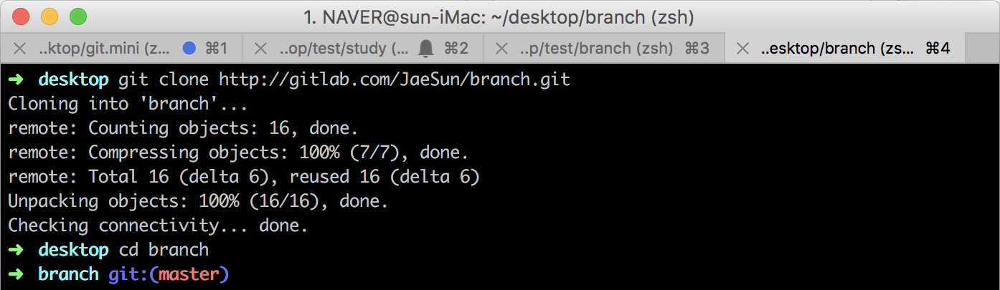 1. NAVER@sun-iMac: ~/desktop/branch (zsh)
..ktop/git.mini (z... ⌘1 ..op/test/study (... ⌘2 ..p/test/branch (zsh) ⌘3 ..esktop/branch (zs... ⌘4
➜ desktop git clone http://gitlab.com/JaeSun/branch.git
Cloning into 'branch'...
remote: Counting objects: 16, done.
remote: Compressing objects: 100% (7/7), done.
remote: Total 16 (delta 6), reused 16 (delta 6)
Unpacking objects: 100% (16/16), done.
Checking connectivity... done.
➜ desktop cd branch
➜ branch git:(master)